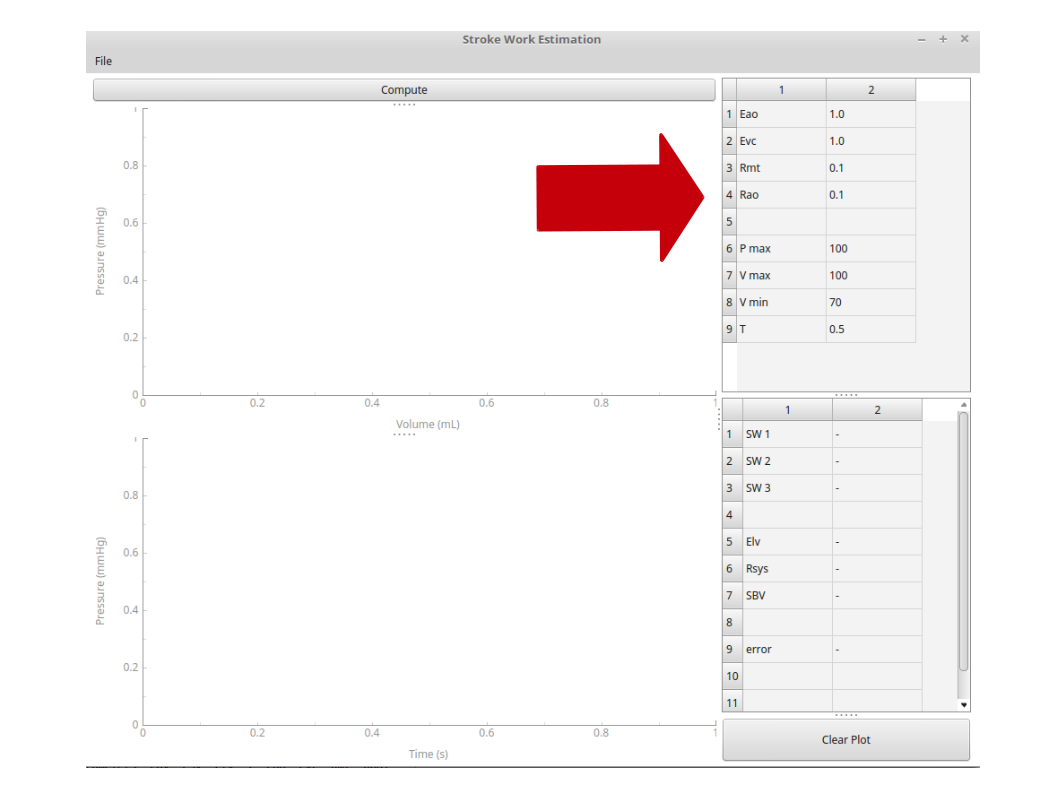 Stroke Work Estimation – + ×
File
Compute
1 2
1 Eao 1.0
2 Evc 1.0
3 Rmt 0.1
4 Rao 0.1
5
6 P max 100
7 V max 100
8 V min 70
9 T 0.5
1
0.8
0.6
0.4
0.2
0
Pressure (mmHg)
0 0.2 0.4 0.6 0.8 1
Volume (mL)
1 2
1 SW 1 -
2 SW 2 -
3 SW 3 -
4
5 Elv -
6 Rsys -
7 SBV -
8
9 error -
10
11
1
0.8
0.6
0.4
0.2
0
Pressure (mmHg)
0 0.2 0.4 0.6 0.8 1
Time (s)
Clear Plot